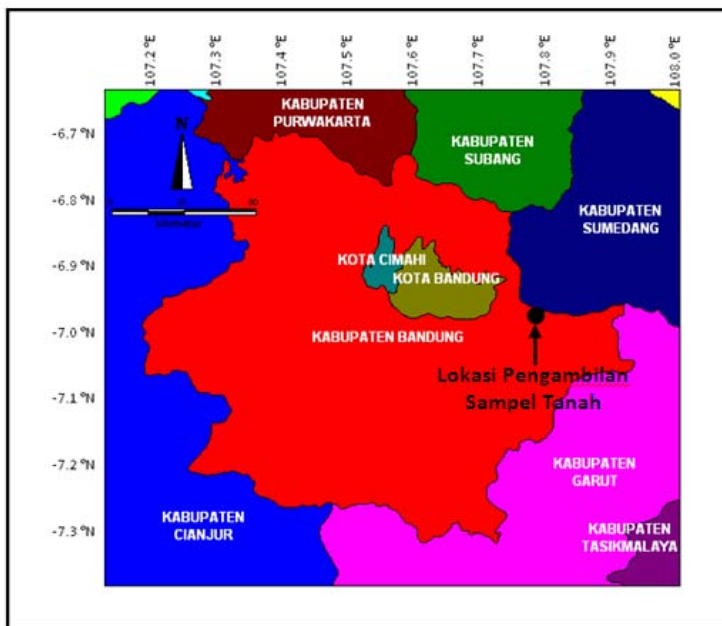 107.2 °E
107.3 °E
107.4 °E
107.5 °E
107.6 °E
107.7 °E
107.8 °E
107.9 °E
108.0 °E
-6.7 °N
-6.8 °N
-6.9 °N
-7.0 °N
-7.1 °N
-7.2 °N
-7.3 °N
N
KABUPATEN
PURWAKARTA
KABUPATEN
SUBANG
KABUPATEN
SUMEDANG
KOTA CIMAHI
KOTA BANDUNG
KABUPATEN BANDUNG
Lokasi Pengambilan
Sampel Tanah
KABUPATEN
GARUT
KABUPATEN
CIANJUR
KABUPATEN
TASIKMALAYA